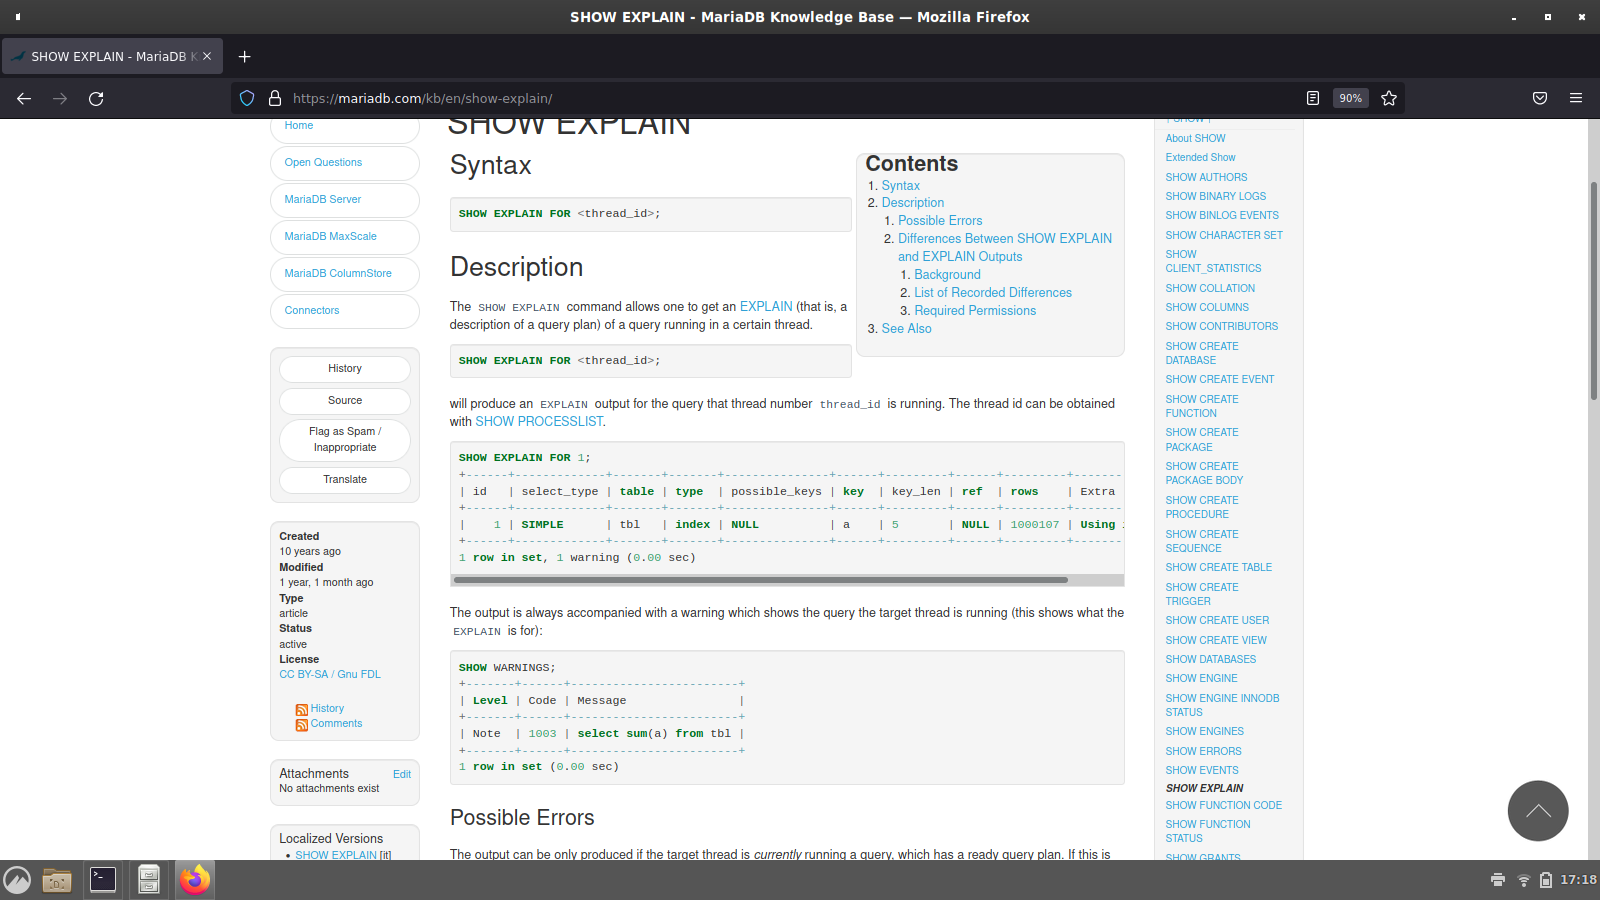 SHOW EXPLAIN - MariaDB Knowledge Base — Mozilla Firefox
SHOW EXPLAIN - MariaDB K
https://mariadb.com/kb/en/show-explain/
90%
Home
Open Questions
MariaDB Server
MariaDB MaxScale
MariaDB ColumnStore
Connectors
History
Source
Flag as Spam /
Inappropriate
Translate
Created
10 years ago
Modified
1 year, 1 month ago
Type
article
Status
active
License
CC BY-SA / Gnu FDL
History
Comments
Attachments Edit
No attachments exist
Localized Versions
• SHOW EXPLAIN [it]
SHOW EXPLAIN
Syntax
SHOW EXPLAIN FOR <thread_id>;
Description
The SHOW EXPLAIN command allows one to get an EXPLAIN (that is, a
description of a query plan) of a query running in a certain thread.
SHOW EXPLAIN FOR <thread_id>;
will produce an EXPLAIN output for the query that thread number thread_id is running. The thread id can be obtained
with SHOW PROCESSLIST.
SHOW EXPLAIN FOR 1;
+------+-------------+-------+-------+---------------+------+---------+------+---------+-------
| id   | select_type | table | type  | possible_keys | key  | key_len | ref  | rows    | Extra
+------+-------------+-------+-------+---------------+------+---------+------+---------+-------
|    1 | SIMPLE      | tbl   | index | NULL          | a    | 5       | NULL | 1000107 | Using
+------+-------------+-------+-------+---------------+------+---------+------+---------+-------
1 row in set, 1 warning (0.00 sec)
The output is always accompanied with a warning which shows the query the target thread is running (this shows what the
EXPLAIN is for):
SHOW WARNINGS;
+-------+------+------------------------+
| Level | Code | Message                |
+-------+------+------------------------+
| Note  | 1003 | select sum(a) from tbl |
+-------+------+------------------------+
1 row in set (0.00 sec)
Possible Errors
The output can be only produced if the target thread is currently running a query, which has a ready query plan. If this is
Contents
1. Syntax
2. Description
1. Possible Errors
2. Differences Between SHOW EXPLAIN
and EXPLAIN Outputs
1. Background
2. List of Recorded Differences
3. Required Permissions
3. See Also
About SHOW
Extended Show
SHOW AUTHORS
SHOW BINARY LOGS
SHOW BINLOG EVENTS
SHOW CHARACTER SET
SHOW
CLIENT_STATISTICS
SHOW COLLATION
SHOW COLUMNS
SHOW CONTRIBUTORS
SHOW CREATE
DATABASE
SHOW CREATE EVENT
SHOW CREATE
FUNCTION
SHOW CREATE
PACKAGE
SHOW CREATE
PACKAGE BODY
SHOW CREATE
PROCEDURE
SHOW CREATE
SEQUENCE
SHOW CREATE TABLE
SHOW CREATE
TRIGGER
SHOW CREATE USER
SHOW CREATE VIEW
SHOW DATABASES
SHOW ENGINE
SHOW ENGINE INNODB
STATUS
SHOW ENGINES
SHOW ERRORS
SHOW EVENTS
SHOW EXPLAIN
SHOW FUNCTION CODE
SHOW FUNCTION
STATUS
SHOW GRANTS
17:18